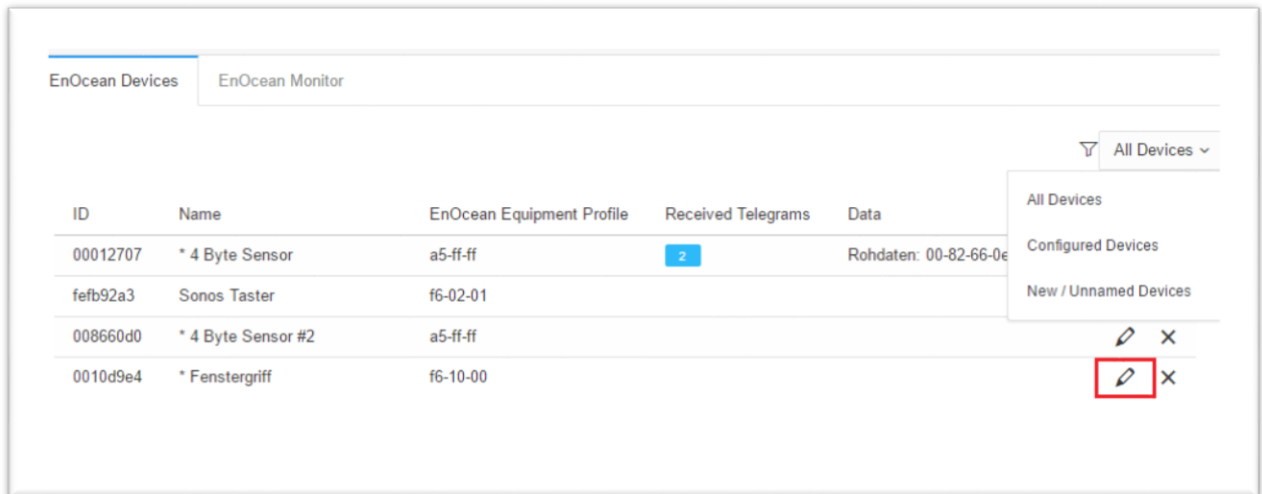 EnOcean Devices EnOcean Monitor
All Devices
All Devices
Configured Devices
New / Unnamed Devices
ID Name EnOcean Equipment Profile Received Telegrams Data
00012707 * 4 Byte Sensor a5-ff-ff 2 Rohdaten: 00-82-66-0e
fefb92a3 Sonos Taster f6-02-01
008660d0 * 4 Byte Sensor #2 a5-ff-ff
0010d9e4 * Fenstergriff f6-10-00